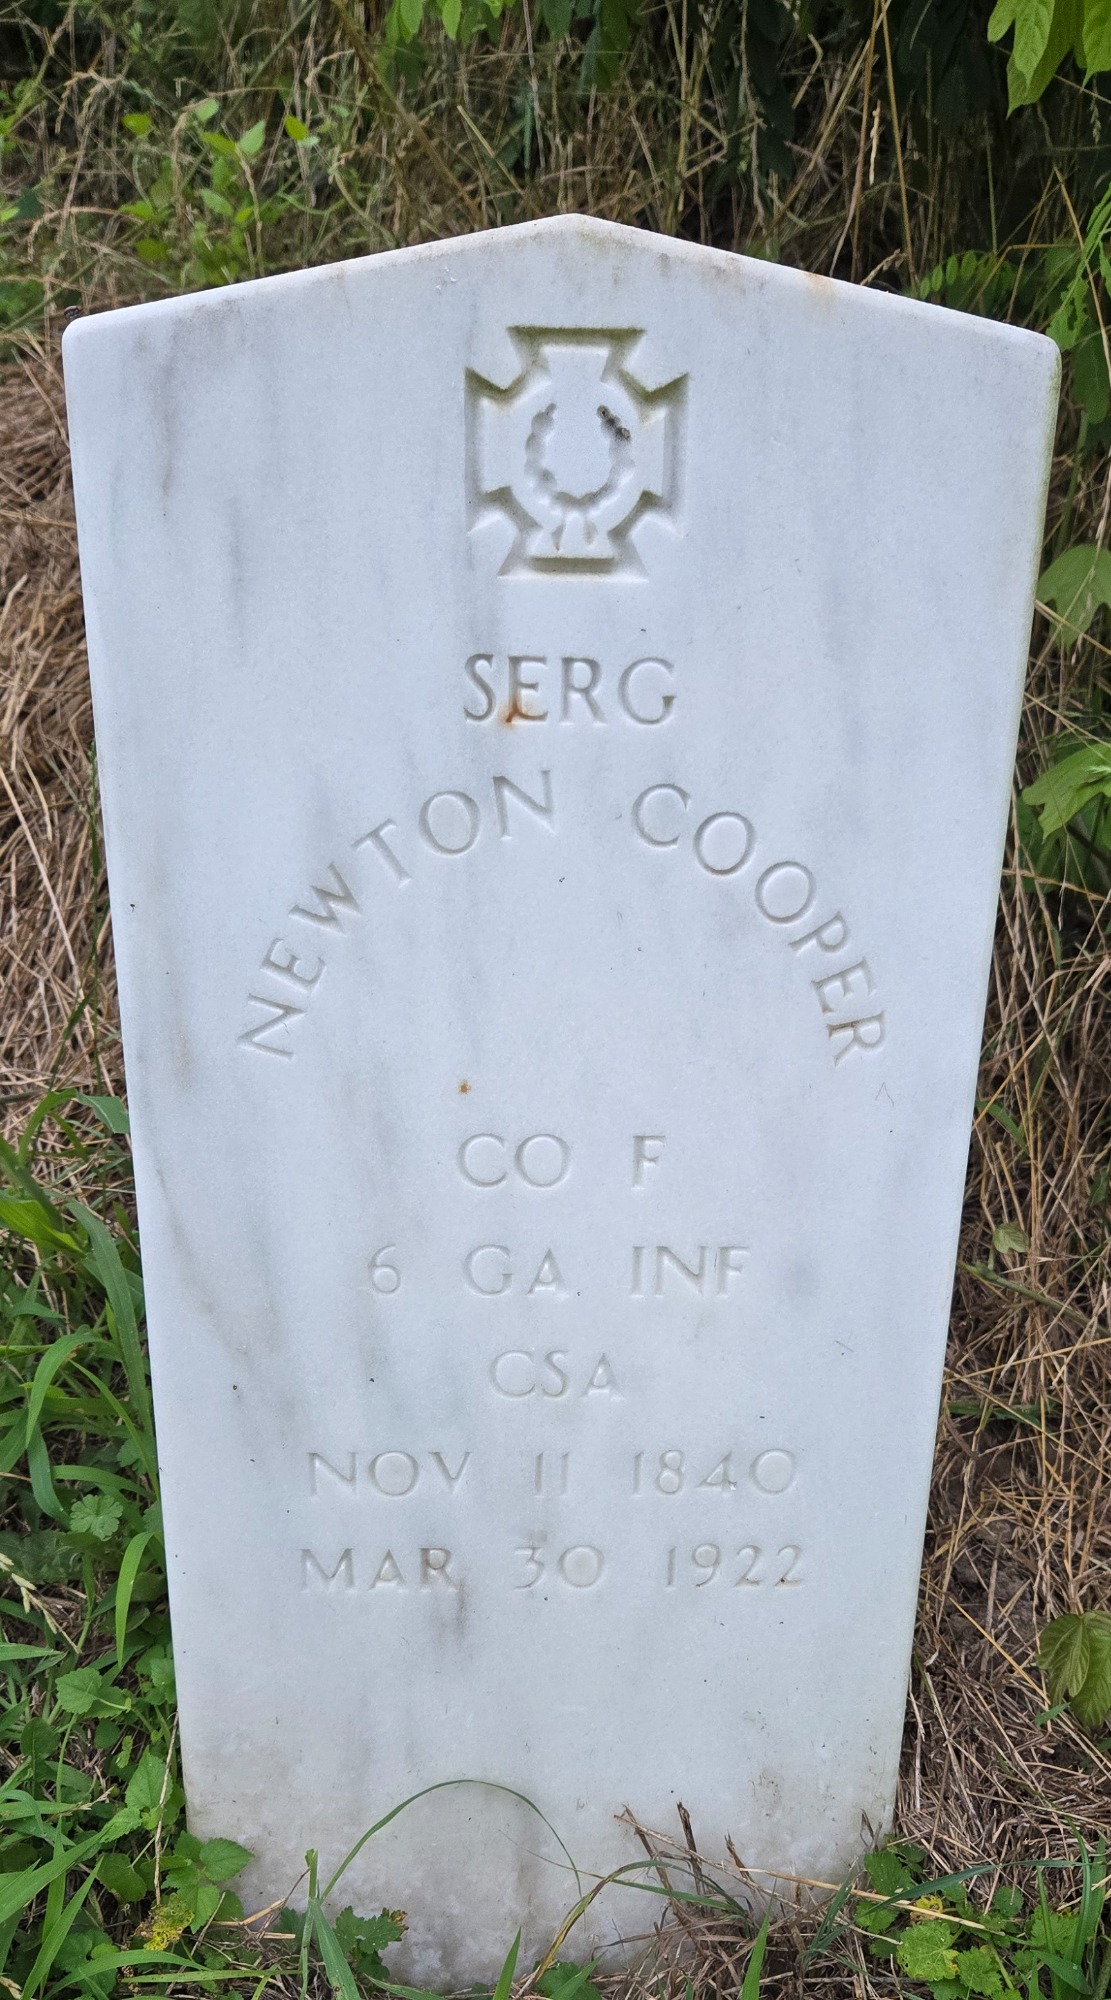 SERG
NEWTON COOPER
CO F
6 GA INF
CSA
NOV 11 1840
MAR 30 1922